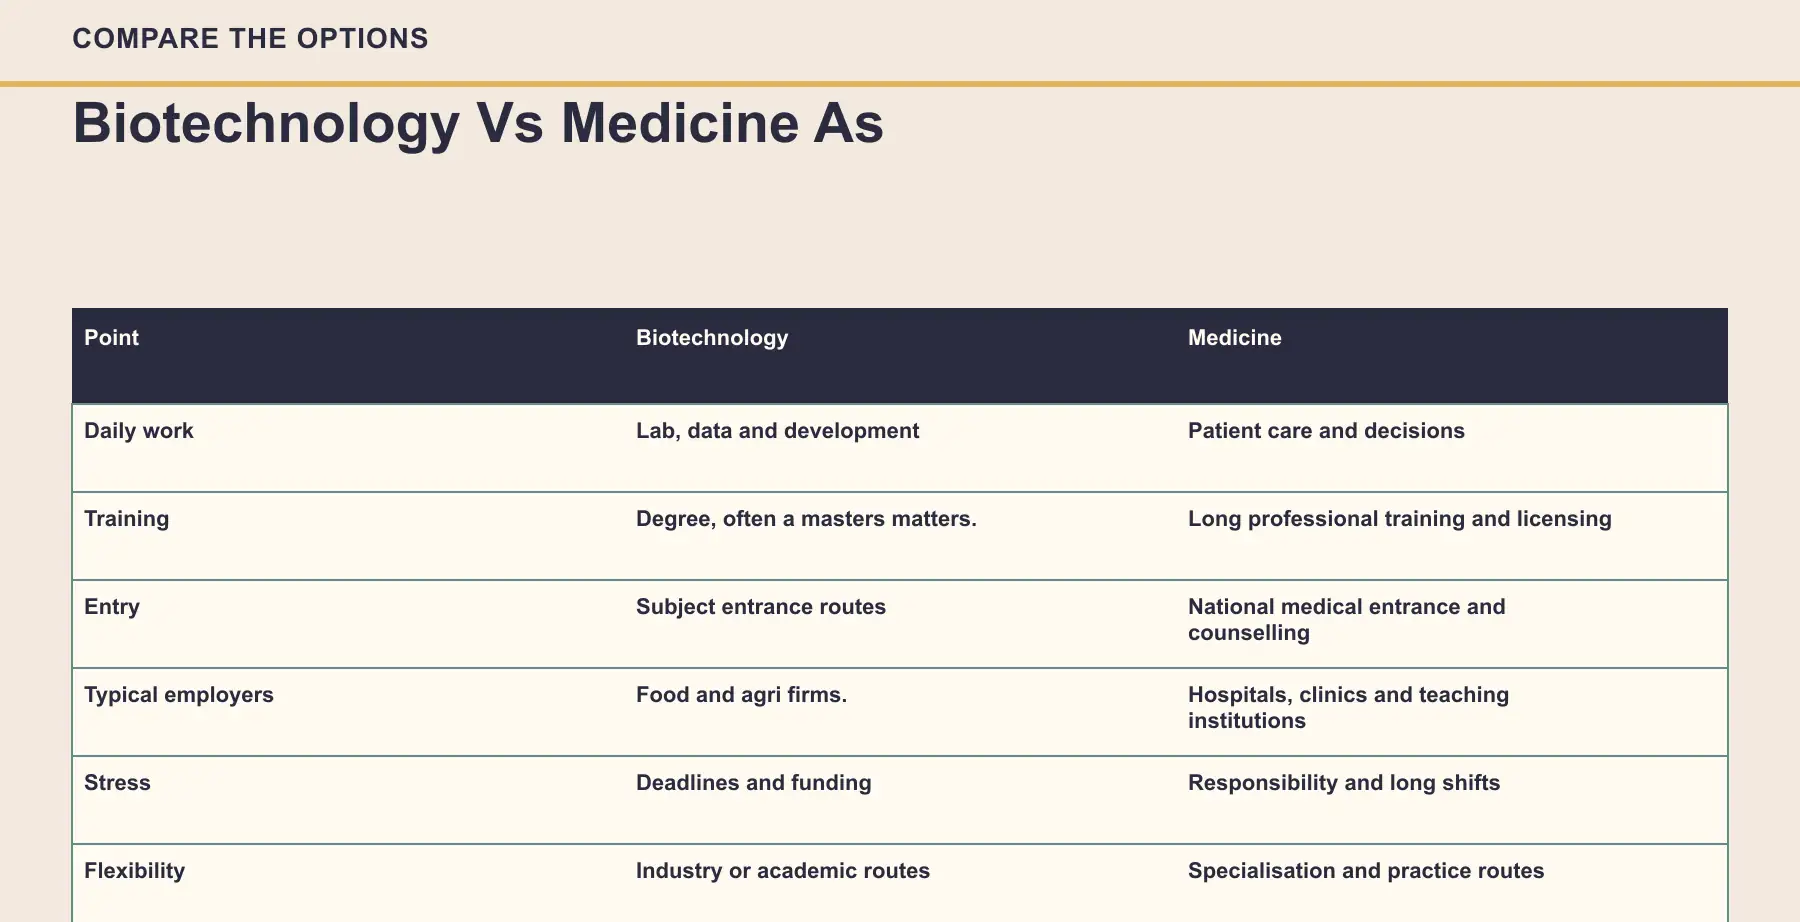 COMPARE THE OPTIONS
Biotechnology Vs Medicine As
Point Biotechnology Medicine
Daily work Lab, data and development Patient care and decisions
Training Degree, often a masters matters. Long professional training and licensing
Entry Subject entrance routes National medical entrance and
counselling
Typical employers Food and agri firms. Hospitals, clinics and teaching
institutions
Stress Deadlines and funding Responsibility and long shifts
Flexibility Industry or academic routes Specialisation and practice routes